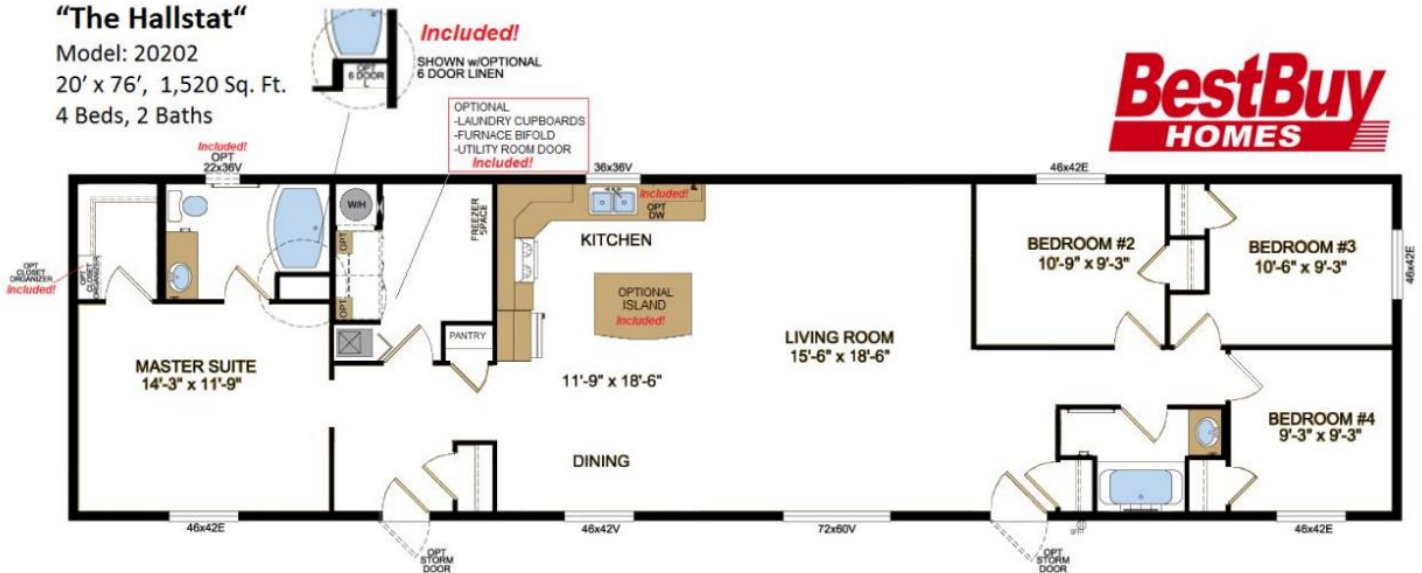 “The Hallstat“
Model: 20202
20’ x 76’, 1,520 Sq. Ft.
4 Beds, 2 Baths
OPT
6 DOOR
L
Included!
SHOWN w/OPTIONAL
6 DOOR LINEN
BestBuy
HOMES
OPTIONAL
-LAUNDRY CUPBOARDS
-FURNACE BIFOLD
-UTILITY ROOM DOOR
Included!
Included!
OPT
22x36V
36x36V
46x42E
W/H
OPT
OPT
FREEZER
SPACE
Included!
OPT
DW
KITCHEN
OPTIONAL
ISLAND
Included!
BEDROOM #2
10'-9" x 9'-3"
BEDROOM #3
10'-6" x 9'-3"
46x42E
OPT
CLOSET
ORGANIZER
Included!
OPT
CLOSET
ORGANIZER
PANTRY
LIVING ROOM
15'-6" x 18'-6"
MASTER SUITE
14'-3" x 11'-9"
11'-9" x 18'-6"
BEDROOM #4
9'-3" x 9'-3"
DINING
46x42E
OPT
STORM
DOOR
46x42V
72x60V
OPT
STORM
DOOR
46x42E